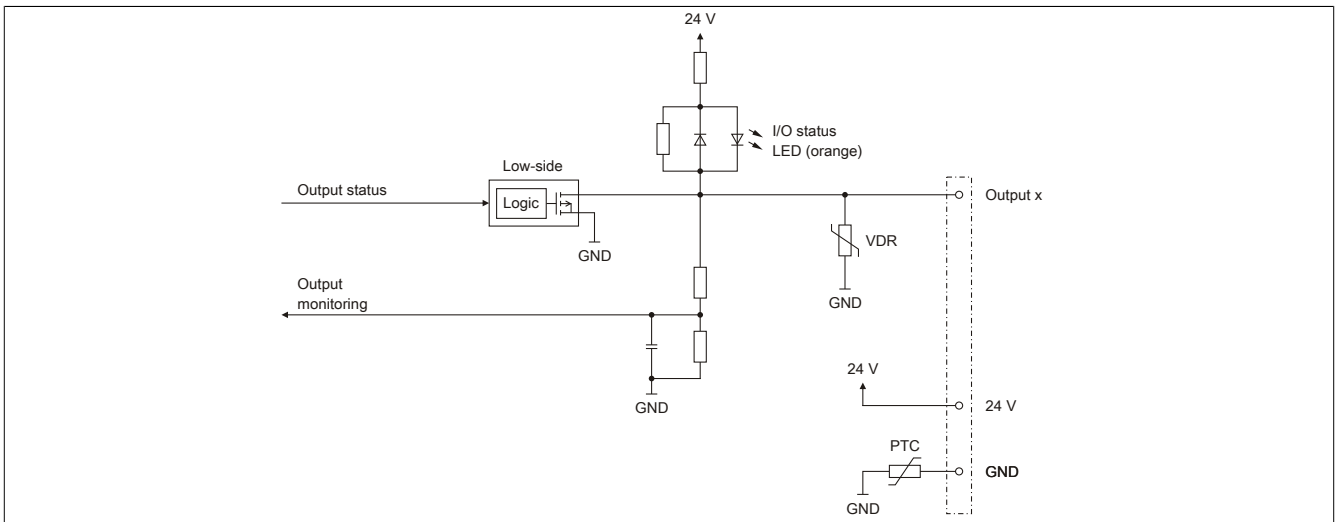 24 V
I/O status
LED (orange)
Low-side
Output status
Logic
Output x
VDR
GND
Output
monitoring
GND
24 V
GND
24 V
PTC
GND
GND